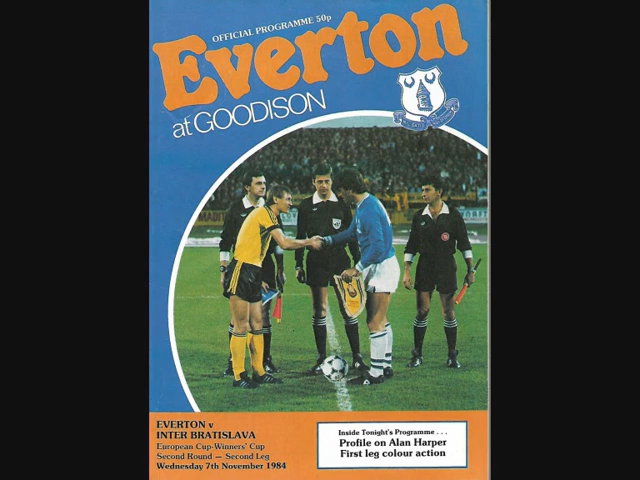 OFFICIAL PROGRAMME 50p
Everton
at GOODISON
EVERTON v
INTER BRATISLAVA
European Cup-Winners' Cup
Second Round — Second Leg
Wednesday 7th November 1984
Inside Tonight's Programme . . .
Profile on Alan Harper
First leg colour action